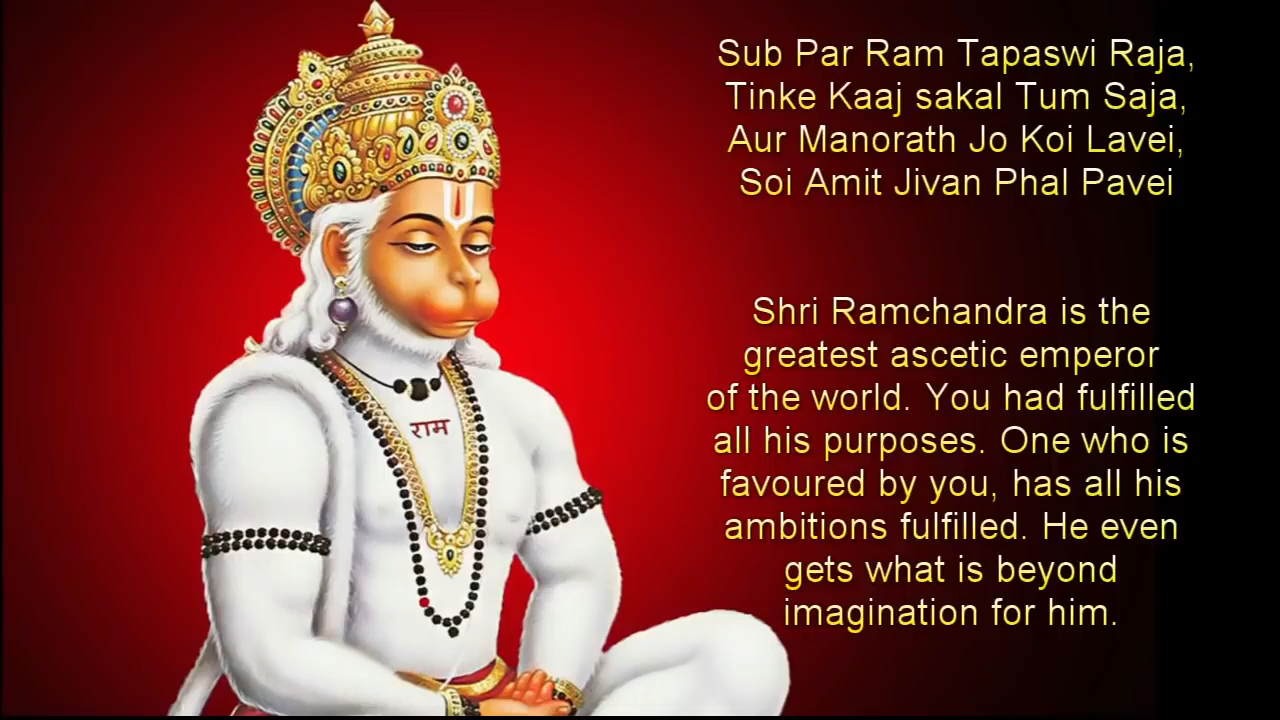 Sub Par Ram Tapaswi Raja,
Tinke Kaaj sakal Tum Saja,
Aur Manorath Jo Koi Lavei,
Soi Amit Jivan Phal Pavei
Shri Ramchandra is the
greatest ascetic emperor
of the world. You had fulfilled
all his purposes. One who is
favoured by you, has all his
ambitions fulfilled. He even
gets what is beyond
imagination for him.
राम